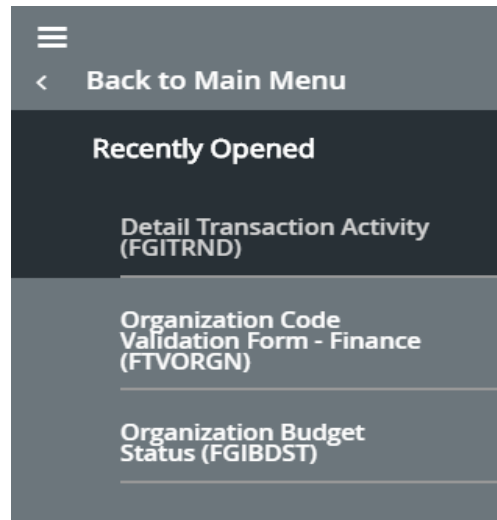 Back to Main Menu
Recently Opened
Detail Transaction Activity
(FGITRND)
Organization Code
Validation Form - Finance
(FTVORGN)
Organization Budget
Status (FGIBDST)